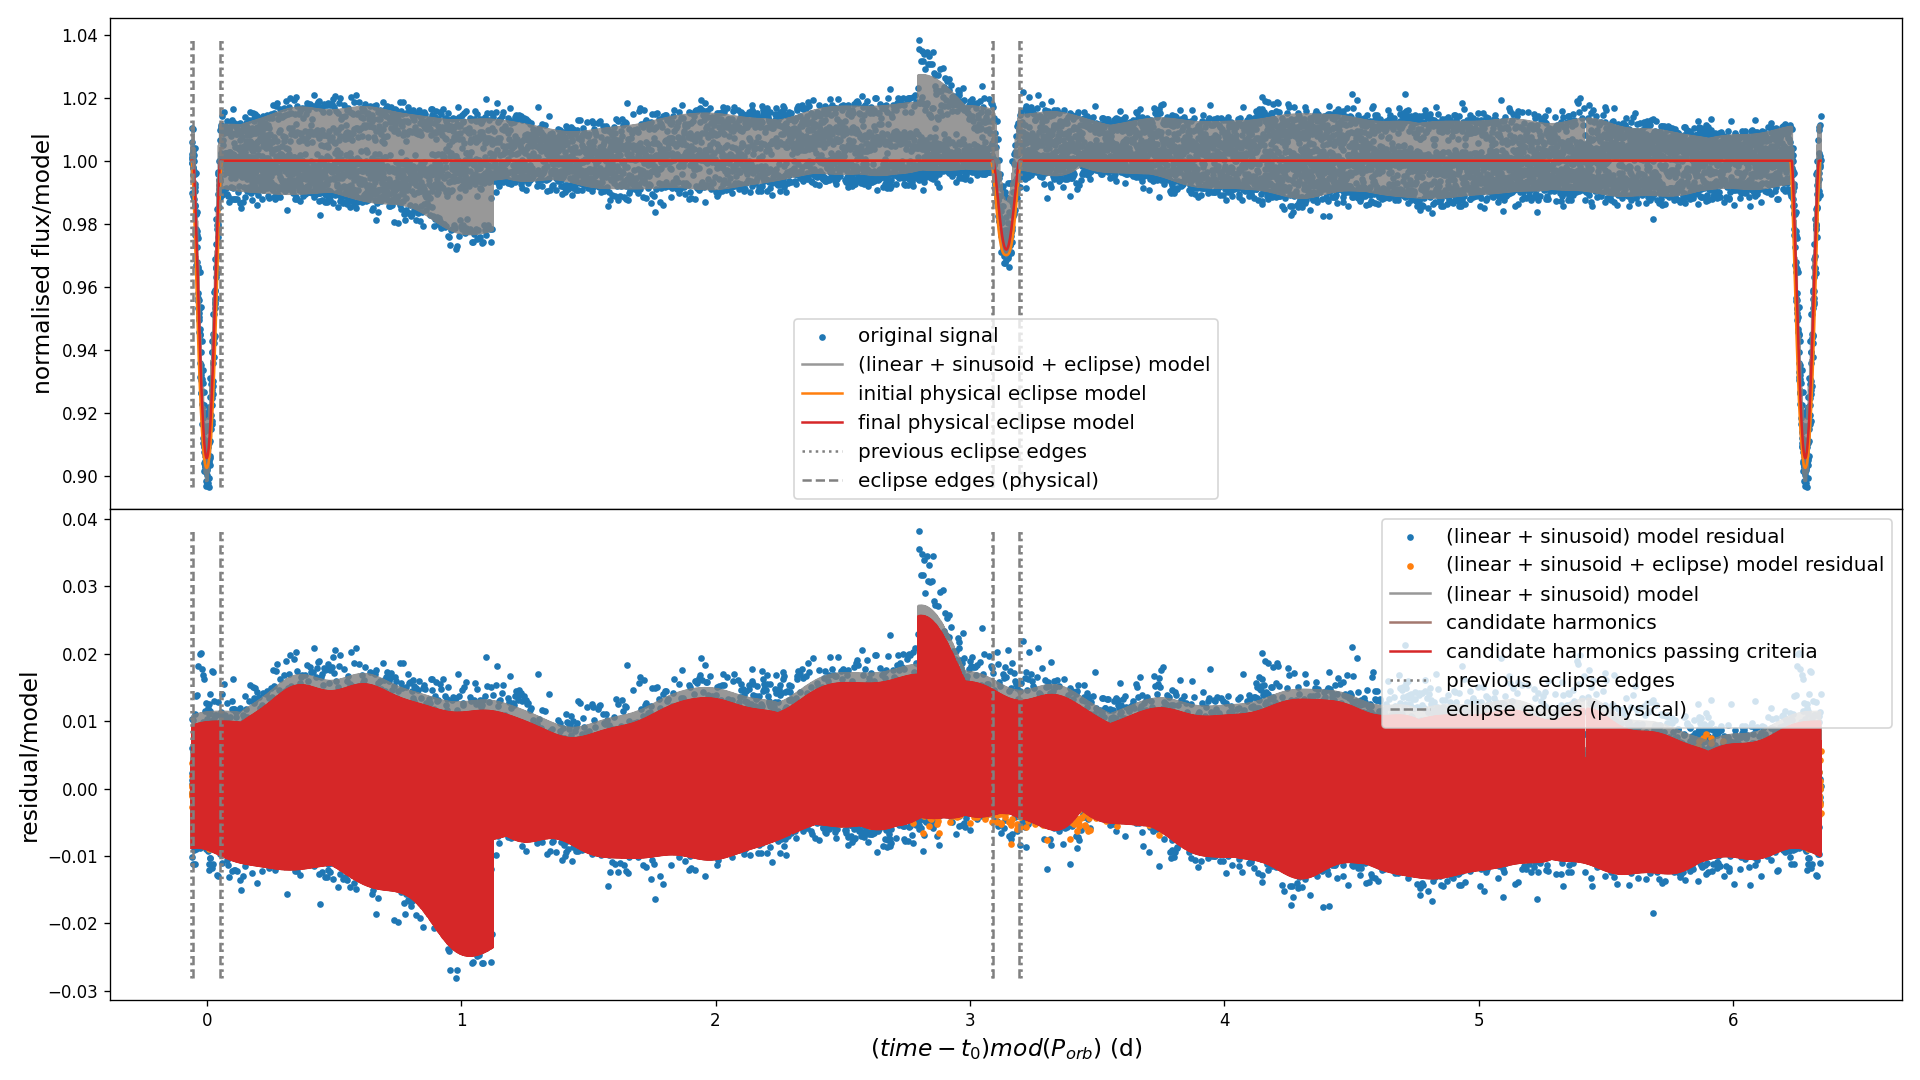 normalised flux/model
1.04
1.02
1.00
0.98
0.96
0.94
0.92
0.90
original signal
(linear + sinusoid + eclipse) model
initial physical eclipse model
final physical eclipse model
previous eclipse edges
eclipse edges (physical)
residual/model
0.04
0.03
0.02
0.01
0.00
−0.01
−0.02
−0.03
(linear + sinusoid) model residual
(linear + sinusoid + eclipse) model residual
(linear + sinusoid) model
candidate harmonics
candidate harmonics passing criteria
previous eclipse edges
eclipse edges (physical)
0 1 2 3 4 5 6
(time − t₀)mod(P_orb) (d)